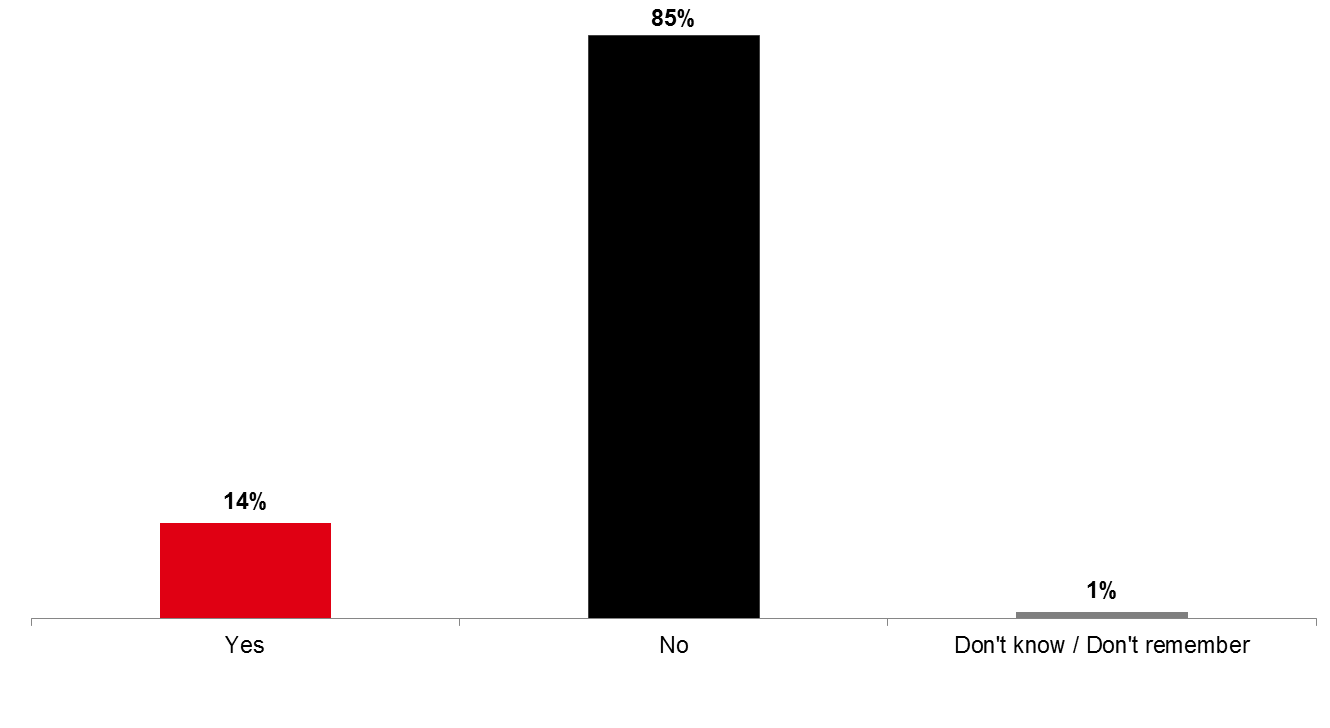 85%
14%
1%
Yes
No
Don't know / Don't remember